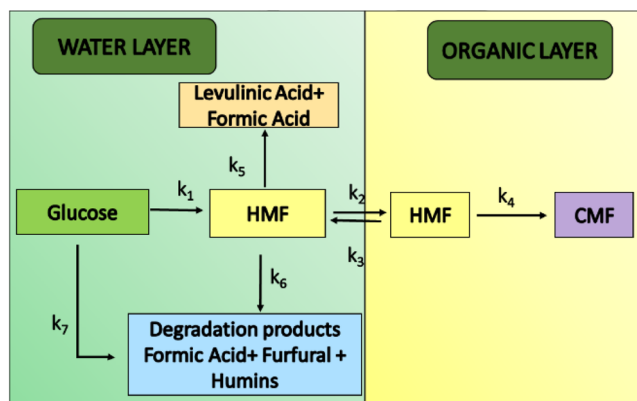 WATER LAYER
ORGANIC LAYER
Levulinic Acid+
Formic Acid
k₅
k₁
k₂
k₄
Glucose
HMF
HMF
CMF
k₃
k₆
k₇
Degradation products
Formic Acid+ Furfural +
Humins